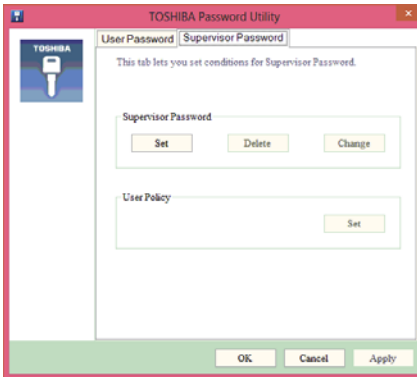 TOSHIBA Password Utility
×
TOSHIBA
User Password Supervisor Password
This tab lets you set conditions for Supervisor Password.
Supervisor Password
Set Delete Change
User Policy
Set
OK Cancel Apply